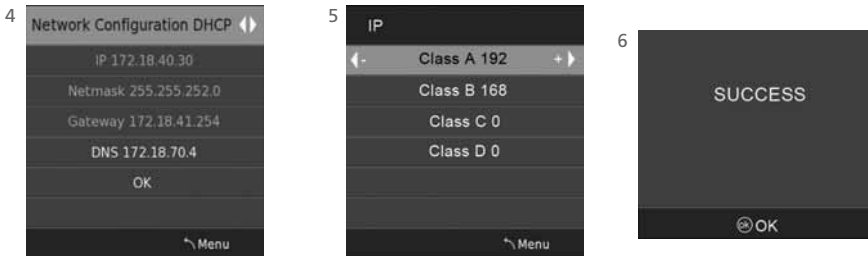 4
Network Configuration DHCP
IP 172.18.40.30
Netmask 255.255.252.0
Gateway 172.18.41.254
DNS 172.18.70.4
OK
Menu
5
IP
- Class A 192 +
Class B 168
Class C 0
Class D 0
Menu
6
SUCCESS
ok OK